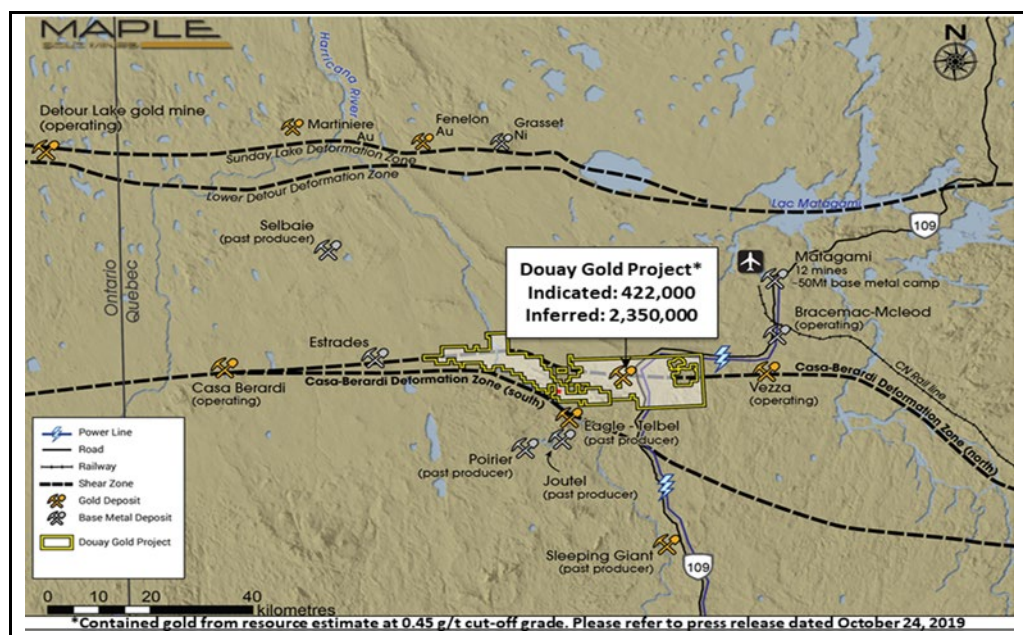 MAPLE
GOLD MINES
N
Harricana River
Detour Lake gold mine
(operating)
Martiniere
Au
Fenelon
Au
Grasset
Ni
Sunday Lake Deformation Zone
Lower Detour Deformation Zone
Lac Matagami
109
Selbaie
(past producer)
Ontario
Quebec
Douay Gold Project*
Indicated: 422,000
Inferred: 2,350,000
Matagami
12 mines
~50Mt base metal camp
Bracemac-Mcleod
(operating)
Estrades
Casa Berardi
(operating)
Casa-Berardi Deformation Zone (south)
Vezza
(operating)
Casa-Berardi Deformation Zone (north)
CN Rail line
Eagle - Telbel
(past producer)
Poirier
(past producer)
Joutel
(past producer)
Sleeping Giant
(past producer)
109
Power Line
Road
Railway
Shear Zone
Gold Deposit
Base Metal Deposit
Douay Gold Project
0 20 40
kilometres
*Contained gold from resource estimate at 0.45 g/t cut-off grade. Please refer to press release dated October 24, 2019